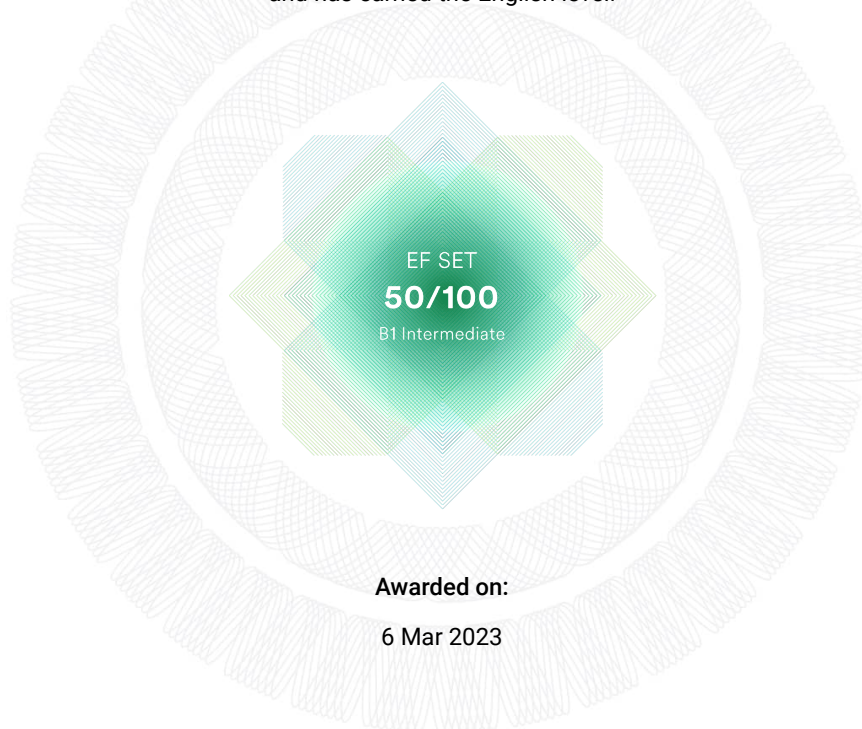 and has earned the English level:
EF SET
50/100
B1 Intermediate
Awarded on:
6 Mar 2023